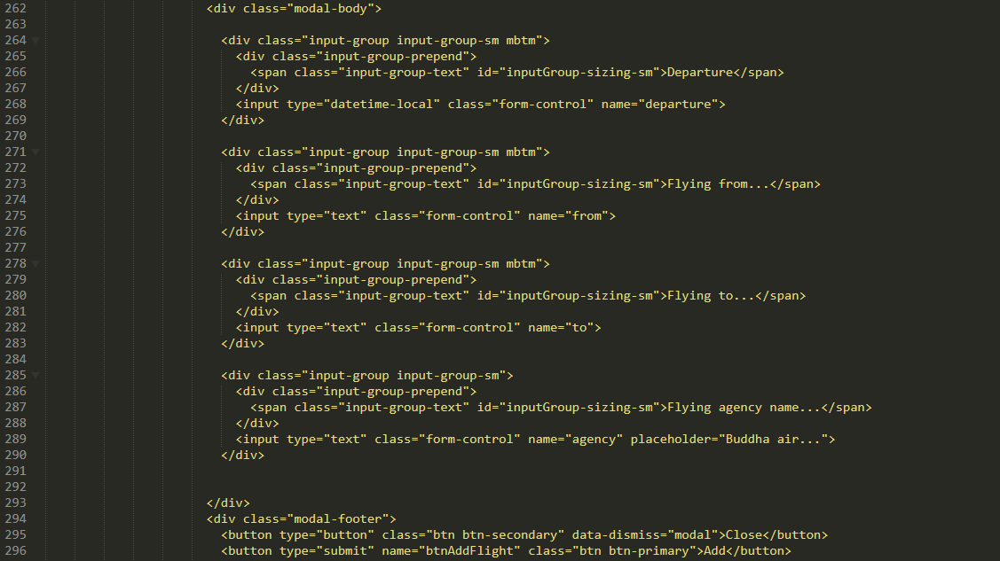 262 <div class="modal-body">
263
264 <div class="input-group input-group-sm mbtm">
265 <div class="input-group-prepend">
266 <span class="input-group-text" id="inputGroup-sizing-sm">Departure</span>
267 </div>
268 <input type="datetime-local" class="form-control" name="departure">
269 </div>
270
271 <div class="input-group input-group-sm mbtm">
272 <div class="input-group-prepend">
273 <span class="input-group-text" id="inputGroup-sizing-sm">Flying from...</span>
274 </div>
275 <input type="text" class="form-control" name="from">
276 </div>
277
278 <div class="input-group input-group-sm mbtm">
279 <div class="input-group-prepend">
280 <span class="input-group-text" id="inputGroup-sizing-sm">Flying to...</span>
281 </div>
282 <input type="text" class="form-control" name="to">
283 </div>
284
285 <div class="input-group input-group-sm">
286 <div class="input-group-prepend">
287 <span class="input-group-text" id="inputGroup-sizing-sm">Flying agency name...</span>
288 </div>
289 <input type="text" class="form-control" name="agency" placeholder="Buddha air...">
290 </div>
291
292
293 </div>
294 <div class="modal-footer">
295 <button type="button" class="btn btn-secondary" data-dismiss="modal">Close</button>
296 <button type="submit" name="btnAddFlight" class="btn btn-primary">Add</button>